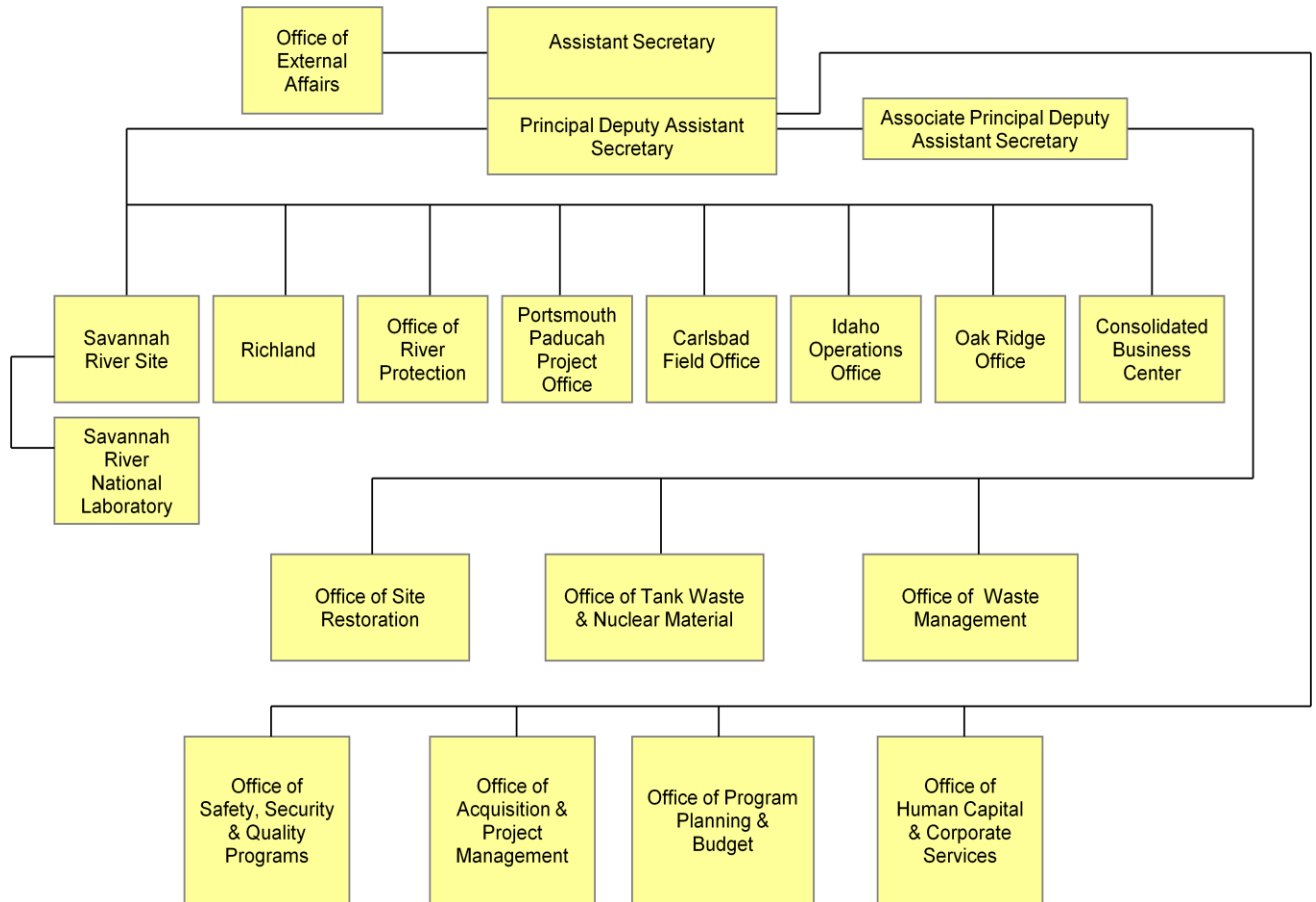 Office of
External
Affairs
Assistant Secretary
Principal Deputy Assistant
Secretary
Associate Principal Deputy
Assistant Secretary
Savannah
River Site
Richland
Office of
River
Protection
Portsmouth
Paducah
Project
Office
Carlsbad
Field Office
Idaho
Operations
Office
Oak Ridge
Office
Consolidated
Business
Center
Savannah
River
National
Laboratory
Office of Site
Restoration
Office of Tank Waste
& Nuclear Material
Office of  Waste
Management
Office of
Safety, Security
& Quality
Programs
Office of
Acquisition &
Project
Management
Office of Program
Planning &
Budget
Office of
Human Capital
& Corporate
Services